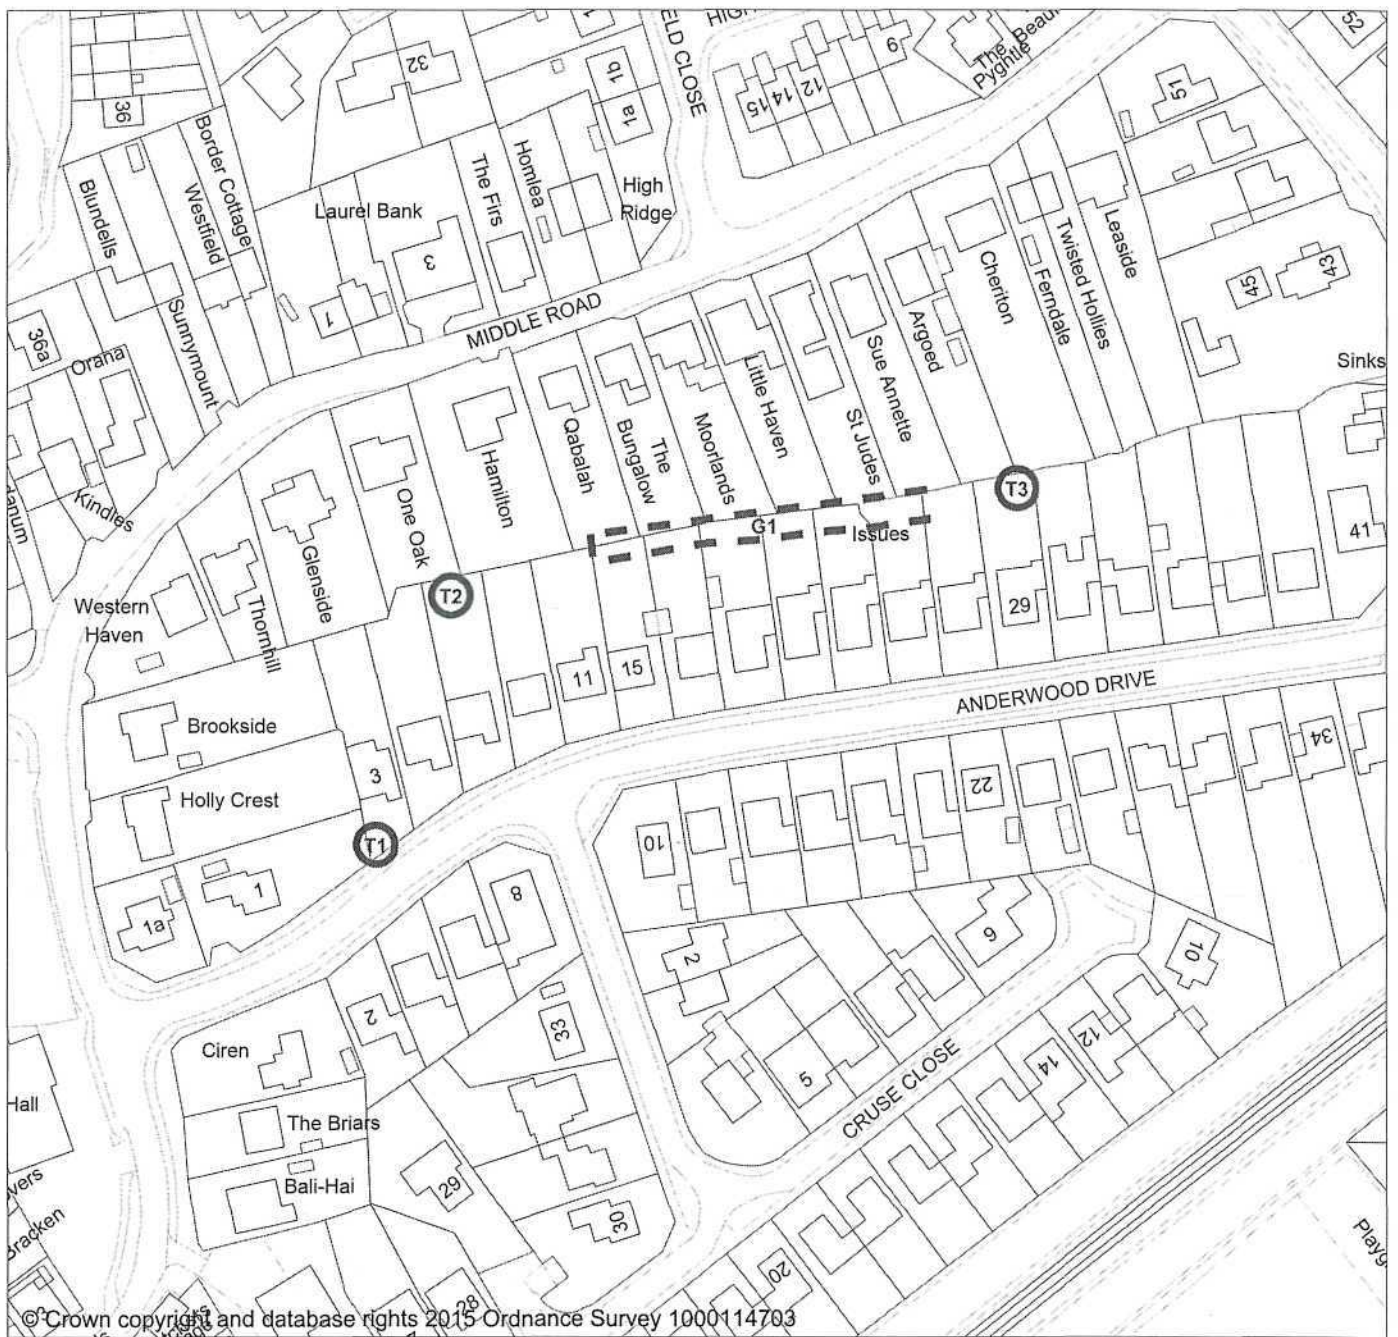 36
Blundells
Border Cottage
Westfield
Sunnymount
36a
Orana
Kindles
32
Laurel Bank
1
3
The Firs
Homlea
1b
1a
High
Ridge
MIDDLE ROAD
15
14
12
9
The
Pyghtle
51
52
Leaside
Twisted Hollies
Ferndale
Cheriton
Argoed
Sue Annette
St Judes
Little Haven
Moorlands
The
Bungalow
Qabalah
Hamilton
One Oak
Glenside
Thornhill
Western
Haven
45
43
Sinks
T3
G1
Issues
T2
41
29
11
15
Brookside
Holly Crest
3
T1
1
1a
ANDERWOOD DRIVE
34
22
10
8
2
2
6
10
33
Ciren
The Briars
Bali-Hai
29
30
5
CRUSE CLOSE
12
14
20
28
Hall
Bracken
© Crown copyright and database rights 2015 Ordnance Survey 1000114703